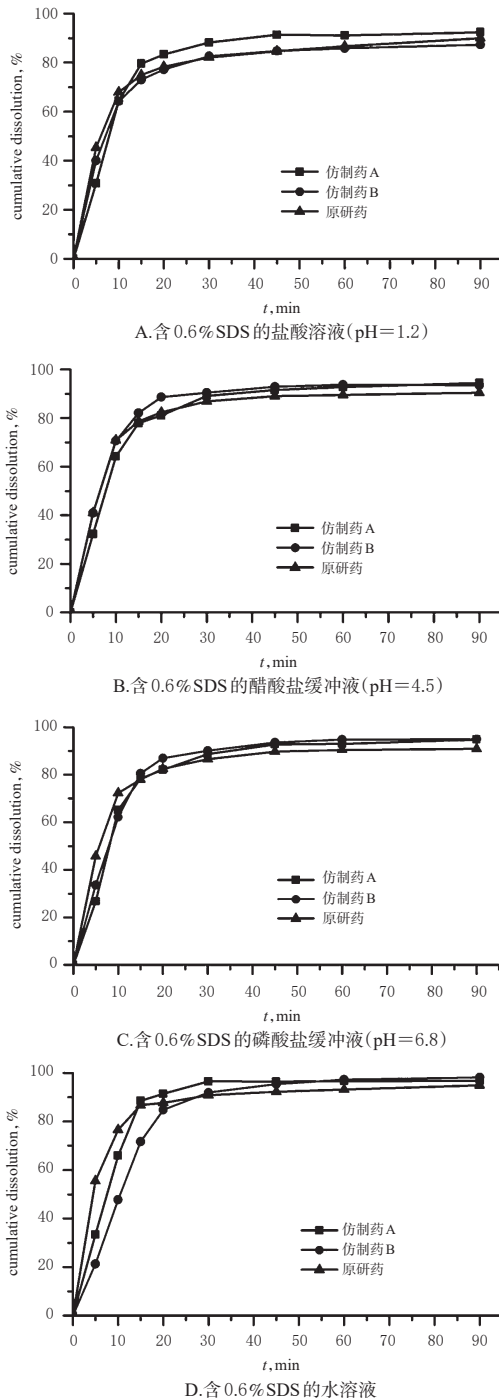 100
80
60
40
20
0
cumulative dissolution, %
仿制药A
仿制药B
原研药
0 10 20 30 40 50 60 70 80 90
t, min
A.含0.6%SDS的盐酸溶液(pH=1.2)
100
80
60
40
20
0
cumulative dissolution, %
仿制药A
仿制药B
原研药
0 10 20 30 40 50 60 70 80 90
t, min
B.含0.6%SDS的醋酸盐缓冲液(pH=4.5)
100
80
60
40
20
0
cumulative dissolution, %
仿制药A
仿制药B
原研药
0 10 20 30 40 50 60 70 80 90
t, min
C.含0.6%SDS的磷酸盐缓冲液(pH=6.8)
100
80
60
40
20
0
cumulative dissolution, %
仿制药A
仿制药B
原研药
0 10 20 30 40 50 60 70 80 90
t, min
D.含0.6%SDS的水溶液